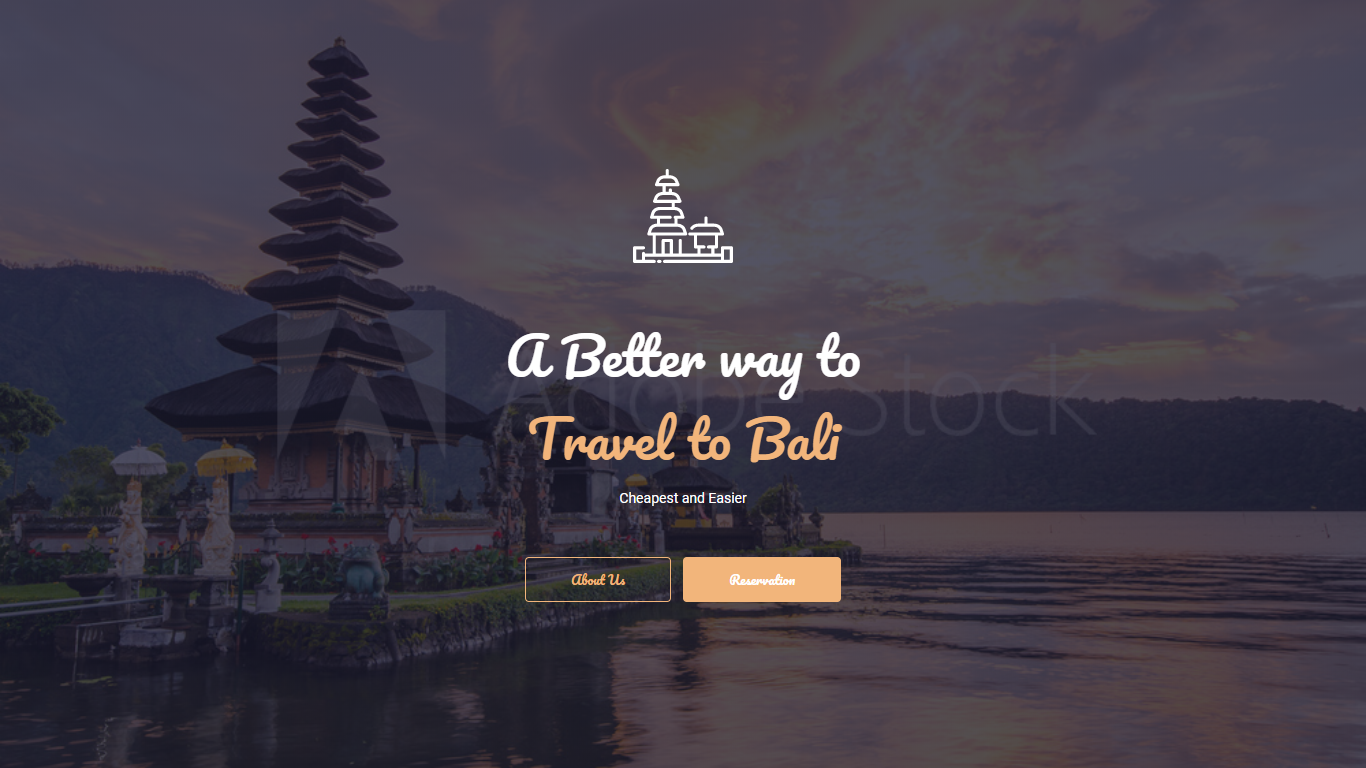 A Better way to
Adobe Stock
Travel to Bali
Cheapest and Easier
About Us
Reservation